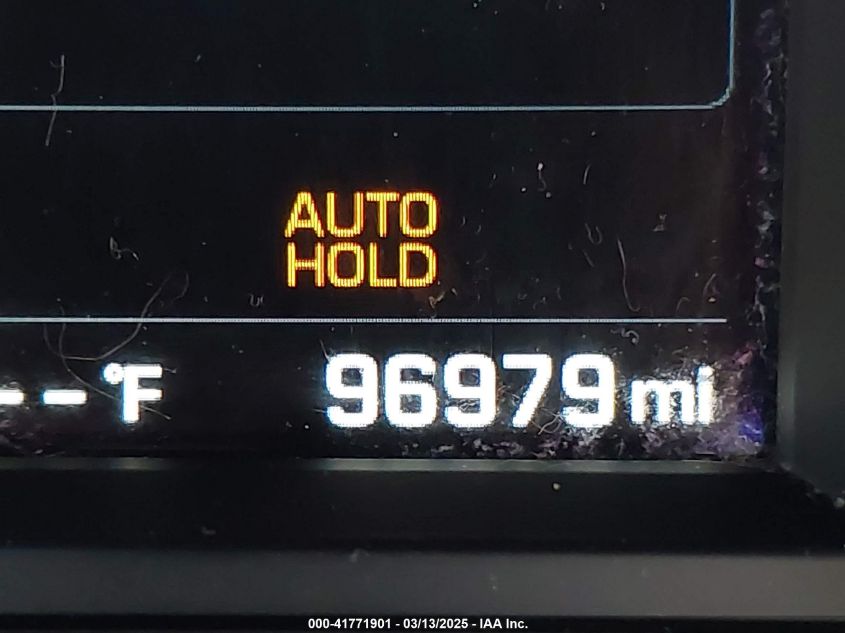 AUTO
HOLD
--°F 96979 mi
000-41771901 - 03/13/2025 - IAA Inc.